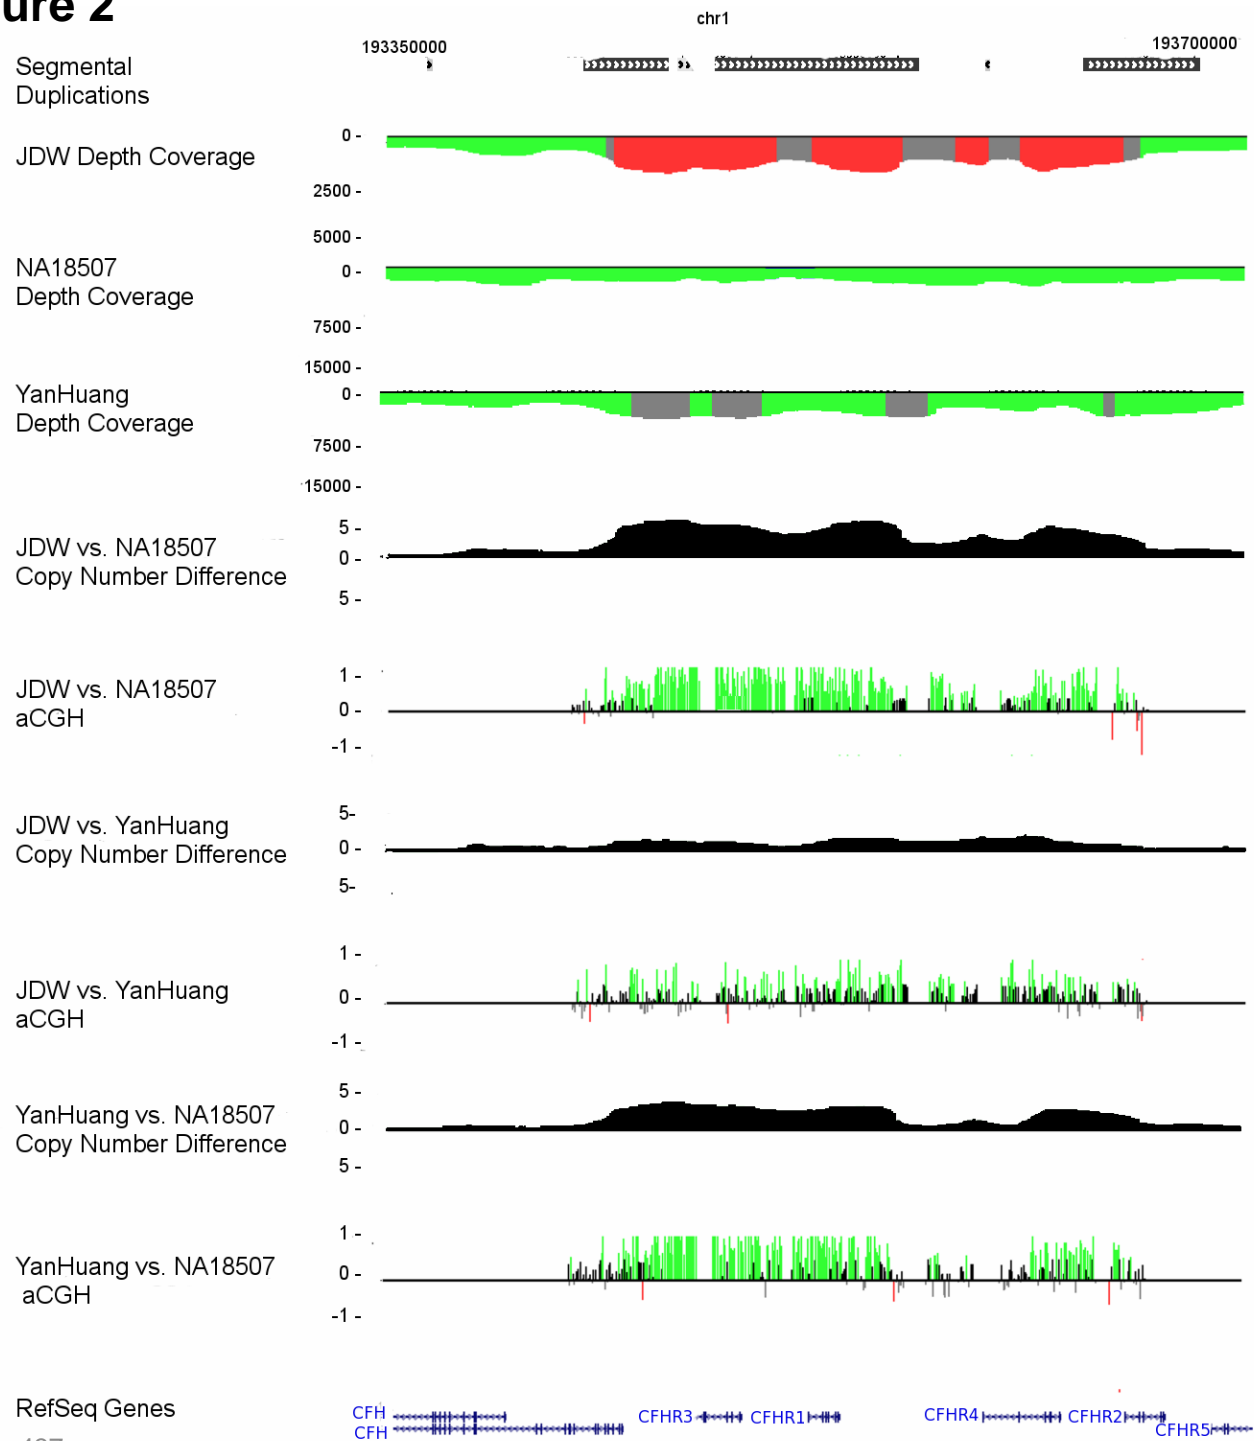 ure 2
chr1
193350000
193700000
Segmental
Duplications
0 -
JDW Depth Coverage
2500 -
5000 -
NA18507
0 -
Depth Coverage
7500 -
15000 -
YanHuang
0 -
Depth Coverage
7500 -
15000 -
5 -
JDW vs. NA18507
0 -
Copy Number Difference
5 -
1 -
JDW vs. NA18507
aCGH
0 -
-1 -
5-
JDW vs. YanHuang
0 -
Copy Number Difference
5-
1 -
JDW vs. YanHuang
0 -
aCGH
-1 -
5 -
YanHuang vs. NA18507
0 -
Copy Number Difference
5 -
1 -
YanHuang vs. NA18507
0 -
aCGH
-1 -
RefSeq Genes
CFH
CFHR3
CFHR1
CFHR4
CFHR2
CFH
CFHR5